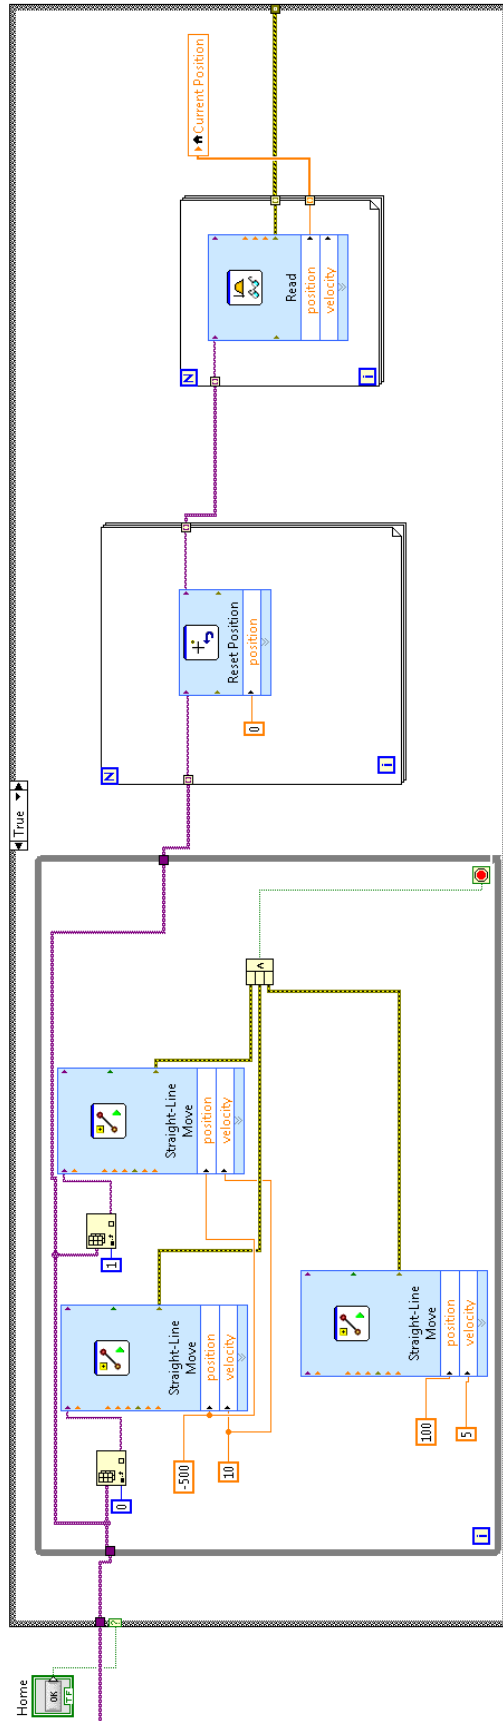 Home
OK
TF
?
True
0
1
-500
10
Straight-Line
Move
position
velocity
Straight-Line
Move
position
velocity
100
5
Straight-Line
Move
position
velocity
i
N
0
Reset Position
position
i
N
Read
position
velocity
i
Current Position